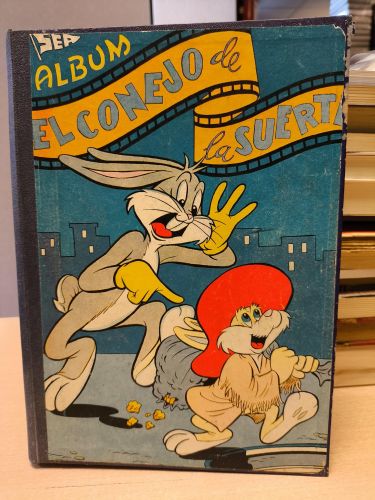 SEA
ALBUM
EL CONEJO de
la SUERTE